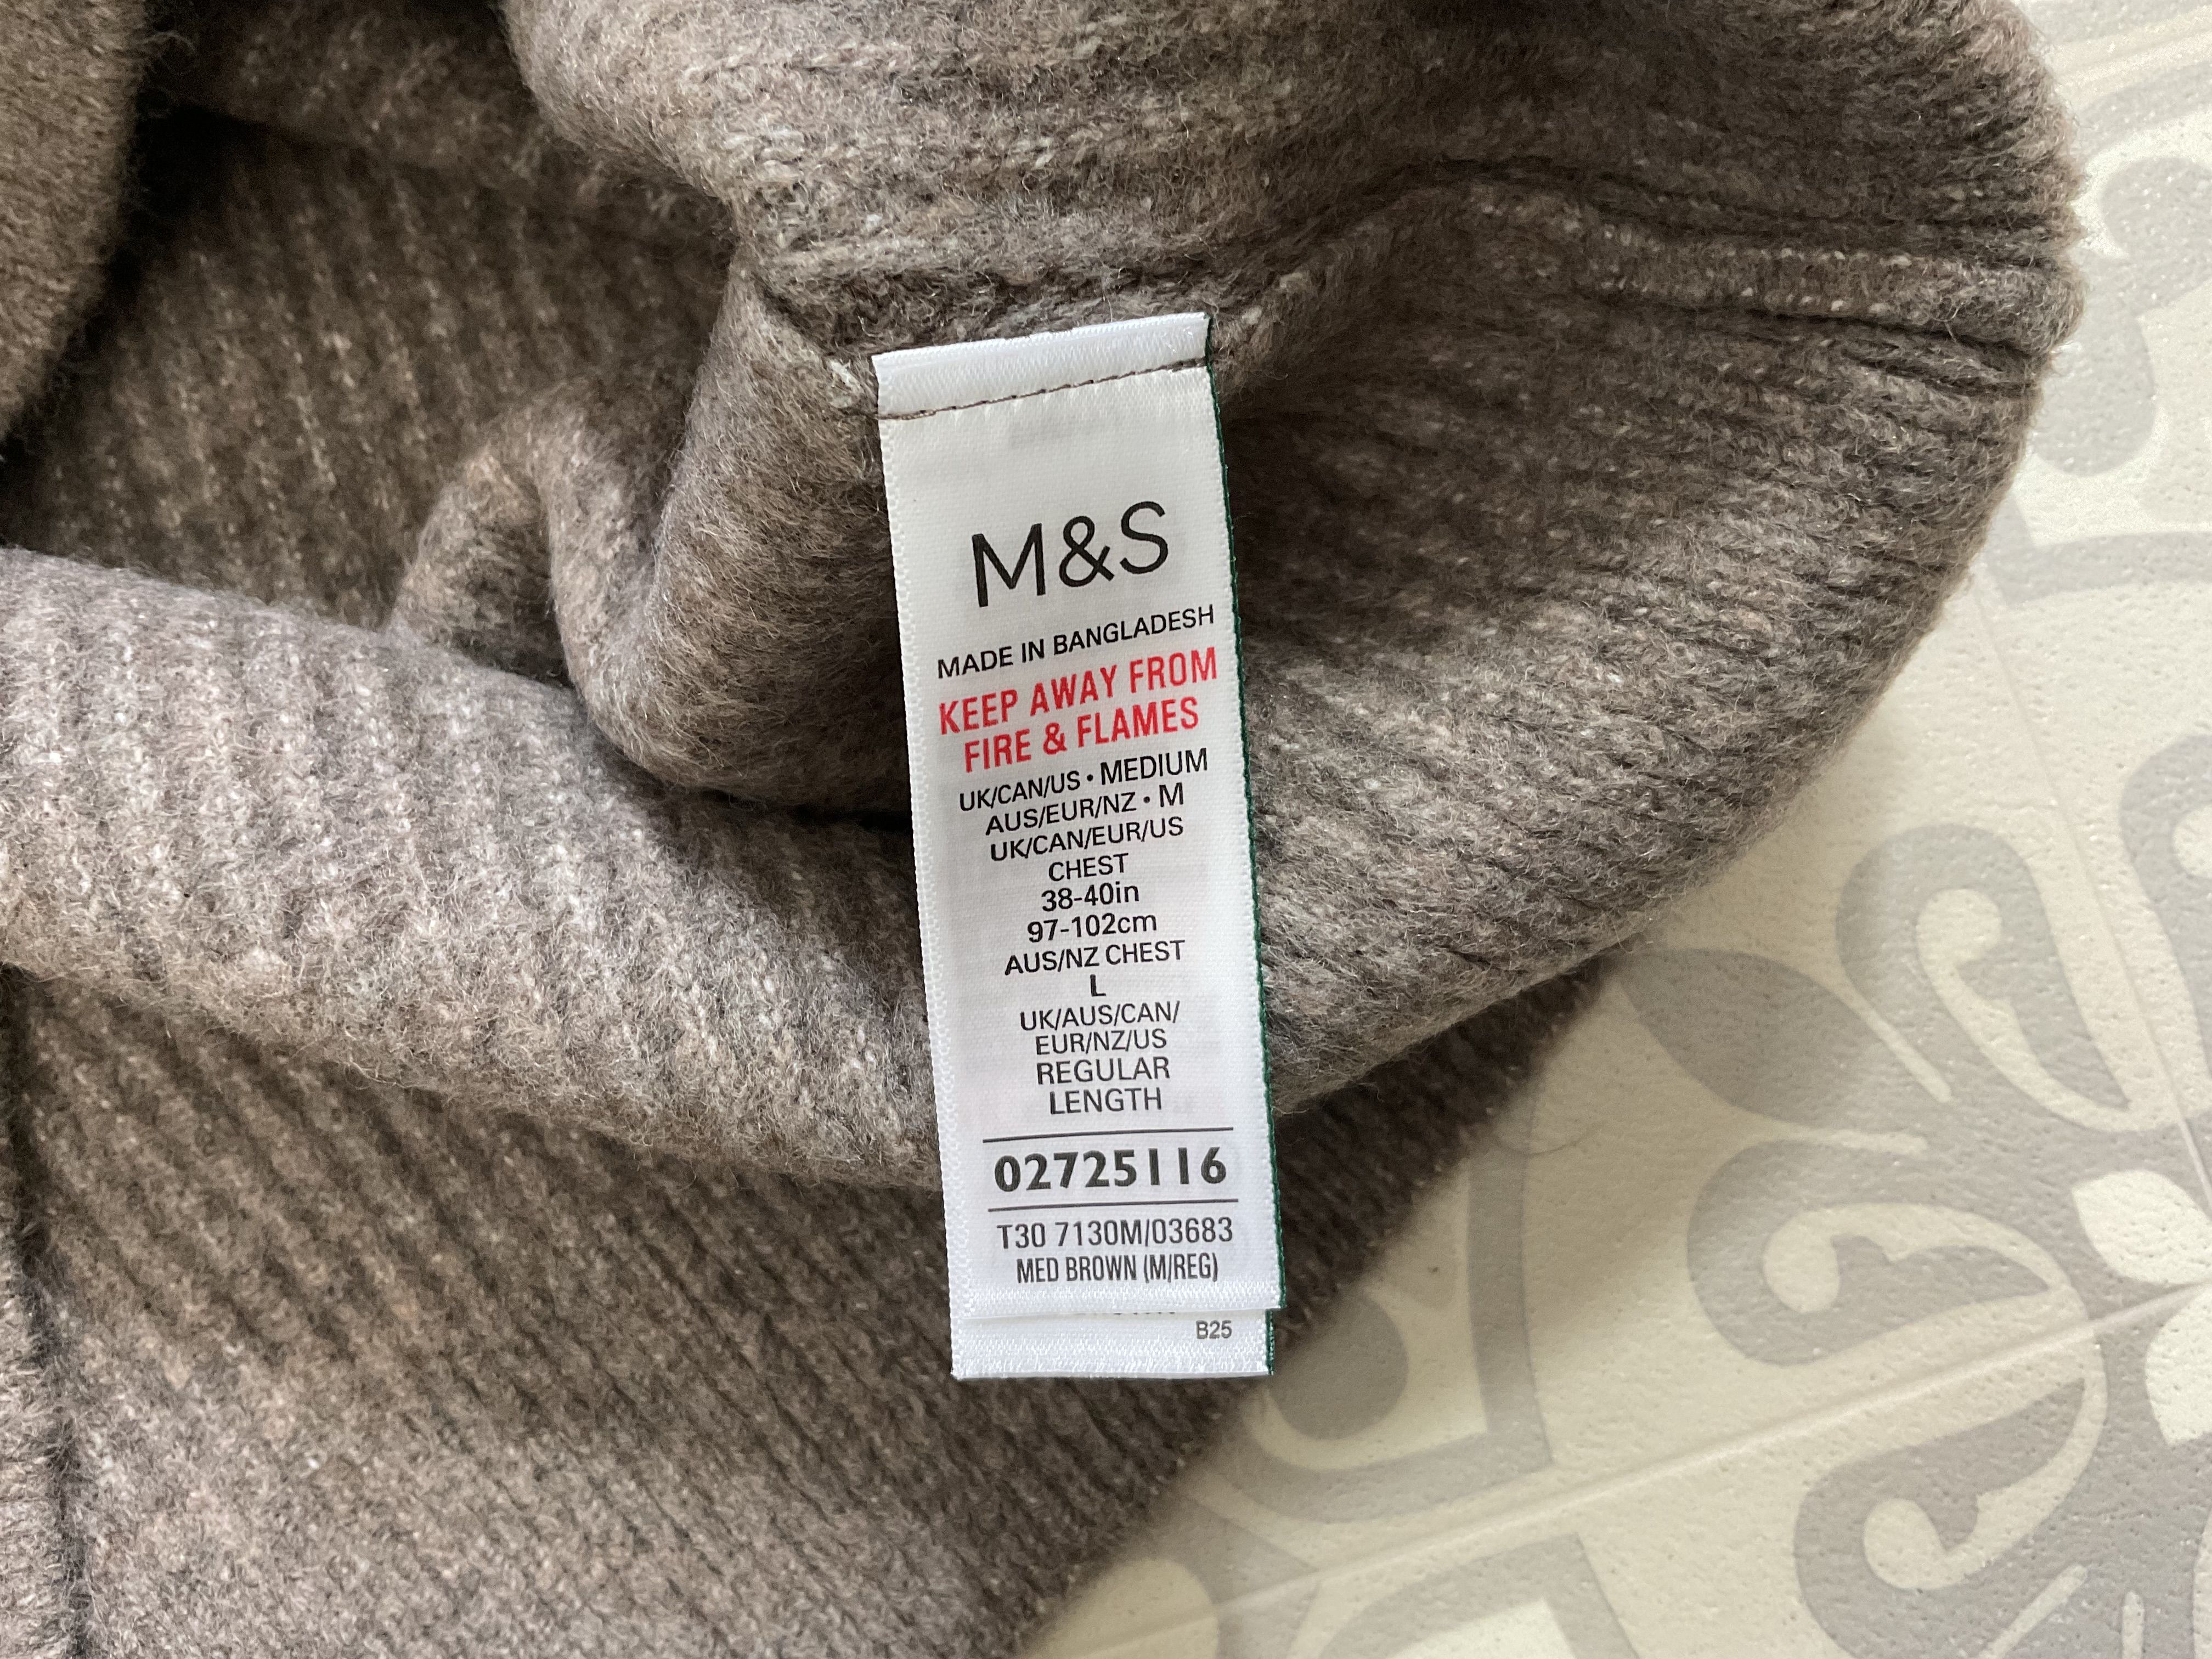 M&S
MADE IN BANGLADESH
KEEP AWAY FROM
FIRE & FLAMES
UK/CAN/US • MEDIUM
AUS/EUR/NZ • M
UK/CAN/EUR/US
CHEST
38-40in
97-102cm
AUS/NZ CHEST
L
UK/AUS/CAN/
EUR/NZ/US
REGULAR
LENGTH
02725116
T30 7130M/03683
MED BROWN (M/REG)
B25